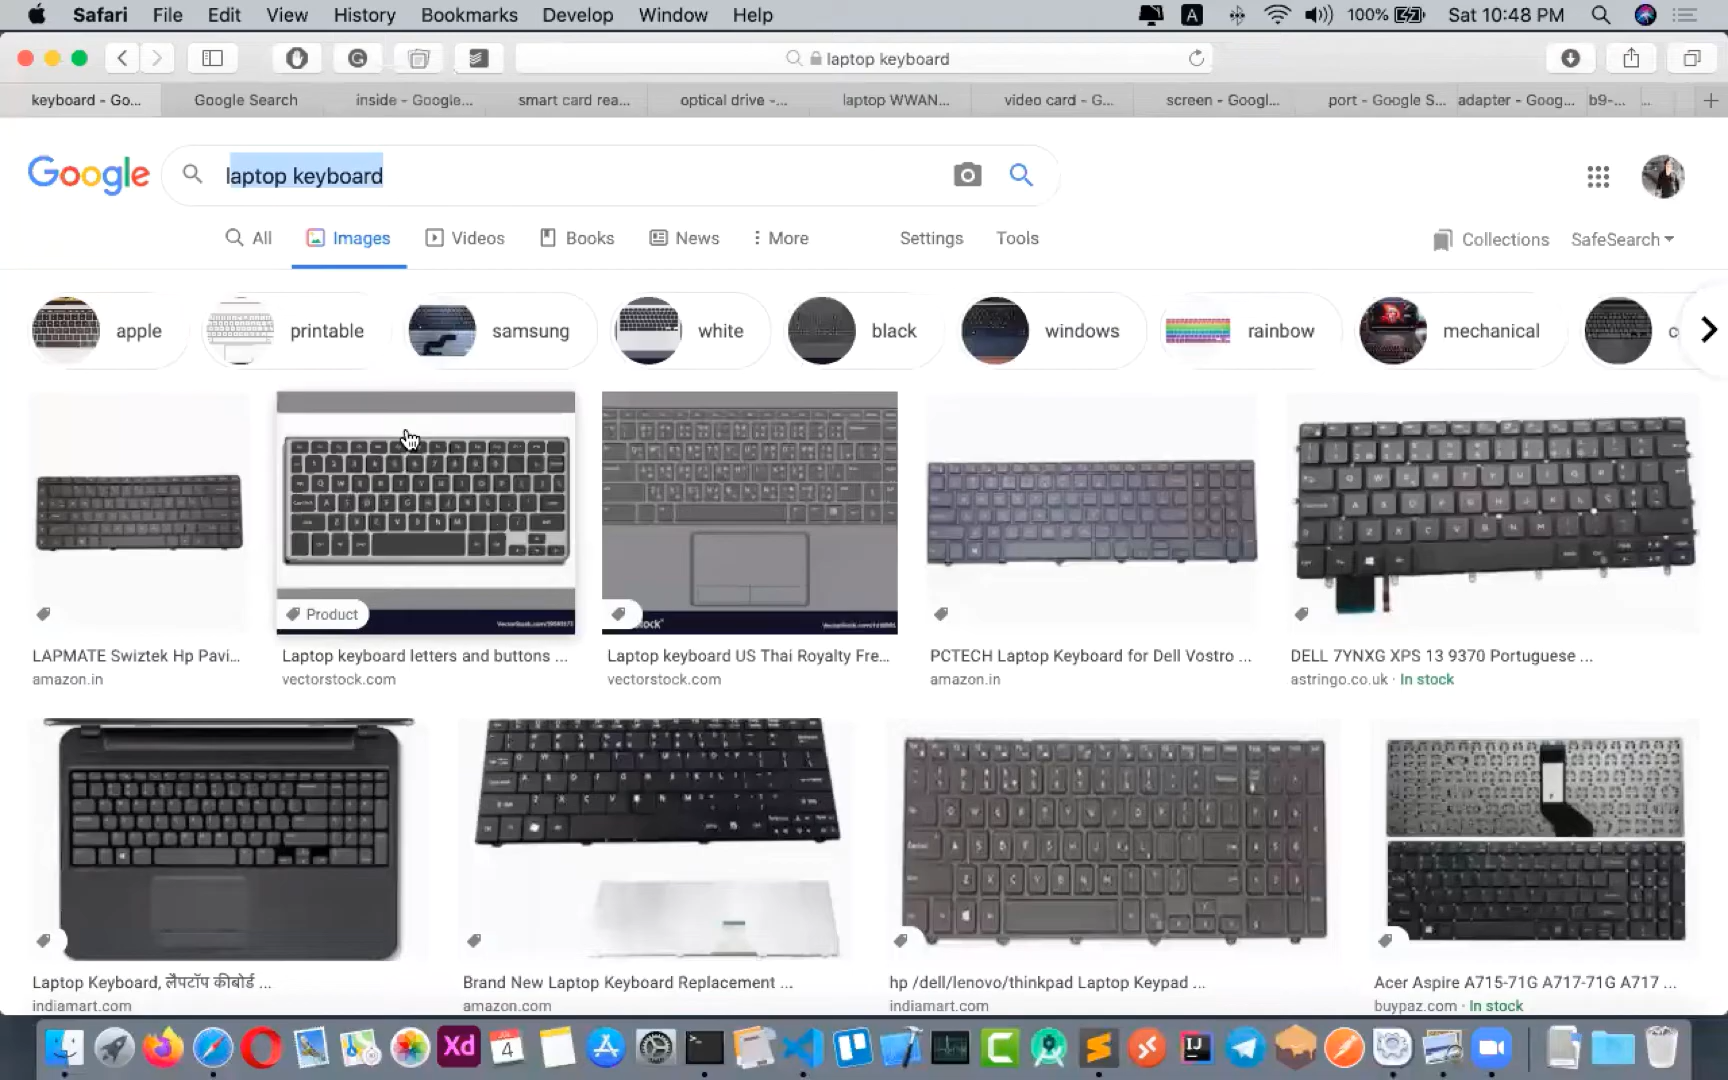 Safari File Edit View History Bookmarks Develop Window Help A 100% Sat 10:48 PM
laptop keyboard
keyboard - Go... Google Search inside - Google... smart card rea... optical drive -... laptop WWAN... video card - G... screen - Googl... port - Google S... adapter - Goog... b9-... ...
Google laptop keyboard
All Images Videos Books News More Settings Tools Collections SafeSearch
apple printable samsung white black windows rainbow mechanical c
Product
LAPMATE Swiztek Hp Pavi... Laptop keyboard letters and buttons ... Laptop keyboard US Thai Royalty Fre... PCTECH Laptop Keyboard for Dell Vostro ... DELL 7YNXG XPS 13 9370 Portuguese ...
amazon.in vectorstock.com vectorstock.com amazon.in astringo.co.uk · In stock
Laptop Keyboard, लैपटॉप कीबोर्ड ... Brand New Laptop Keyboard Replacement ... hp /dell/lenovo/thinkpad Laptop Keypad ... Acer Aspire A715-71G A717-71G A717 ...
indiamart.com amazon.com indiamart.com buypaz.com · In stock
Xd 4 IJ